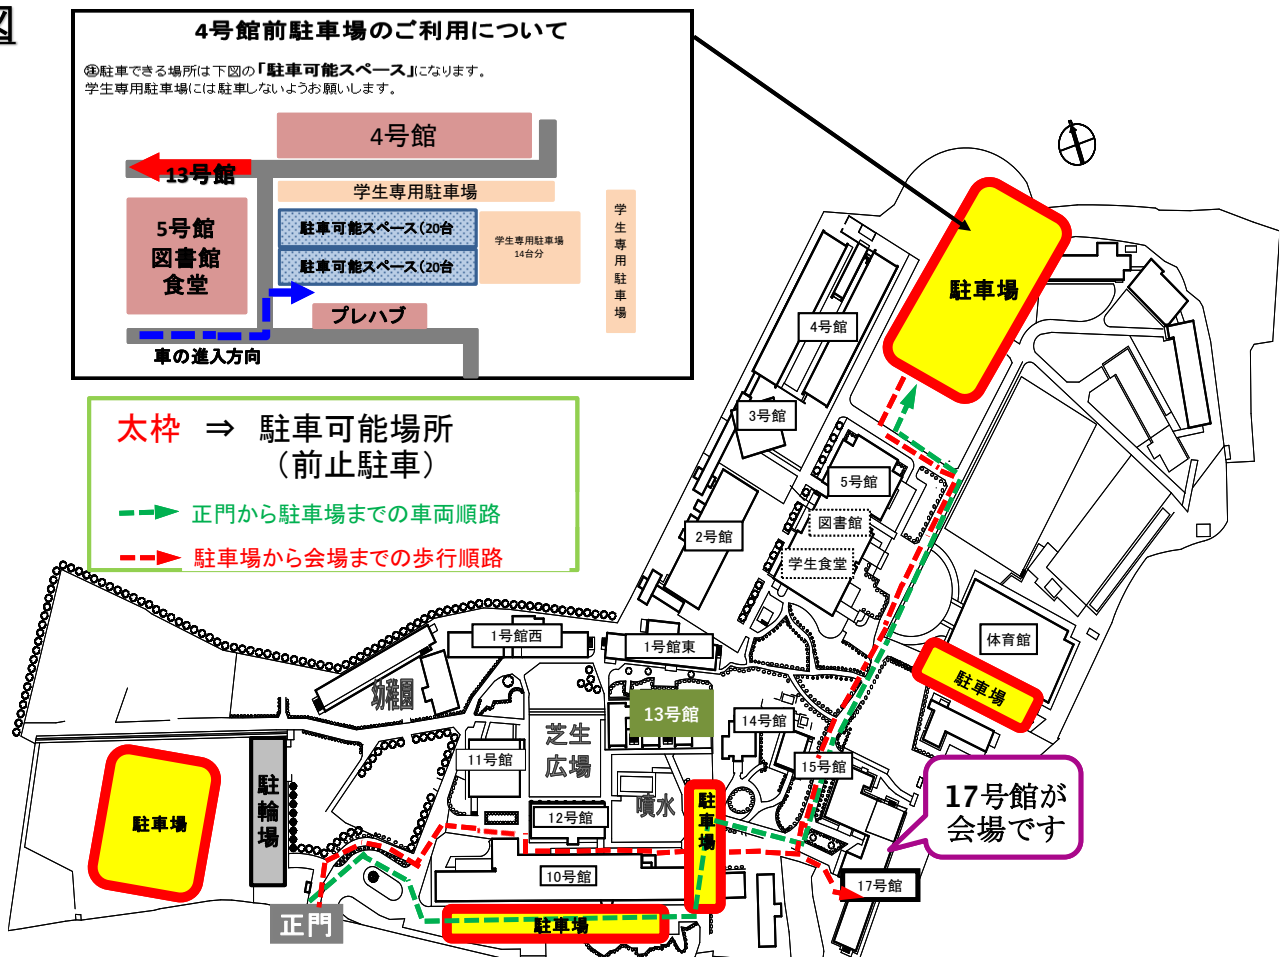 図
4号館前駐車場のご利用について
㊟駐車できる場所は下図の「駐車可能スペース」になります。
学生専用駐車場には駐車しないようお願いします。
4号館
13号館
学生専用駐車場
5号館
図書館
食堂
駐車可能スペース(20台
駐車可能スペース(20台
学生専用駐車場
14台分
学生専用駐車場
プレハブ
車の進入方向
太枠 ⇒ 駐車可能場所
(前止駐車)
正門から駐車場までの車両順路
駐車場から会場までの歩行順路
駐車場
4号館
3号館
5号館
図書館
2号館
学生食堂
体育館
1号館西
1号館東
駐車場
幼稚園
13号館
14号館
芝生
広場
11号館
15号館
駐輪場
駐車場
噴水
駐車場
12号館
17号館が
会場です
10号館
17号館
正門
駐車場